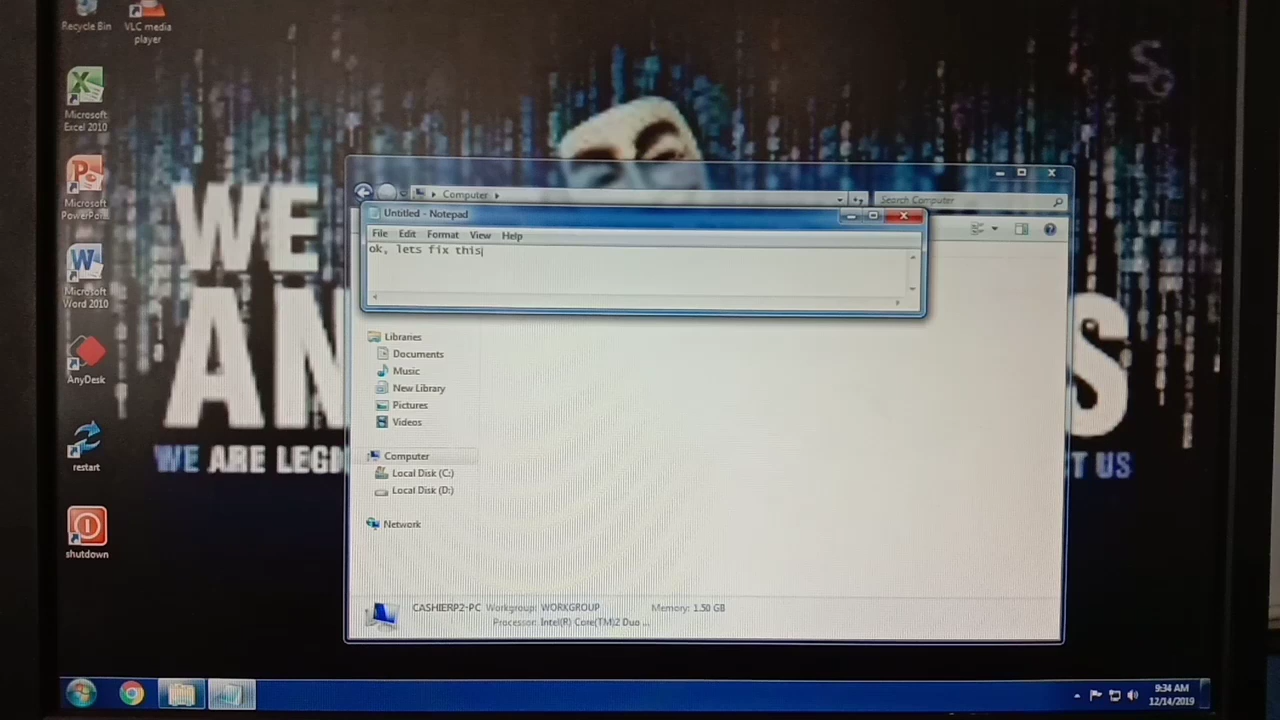 Recycle Bin
VLC media
player
Microsoft
Excel 2010
Microsoft
PowerPoi...
Microsoft
Word 2010
AnyDesk
restart
shutdown
WE
WE ARE
T US
Computer
Search Computer
Untitled - Notepad
File Edit Format View Help
ok, lets fix this
Libraries
Documents
Music
New Library
Pictures
Videos
Computer
Local Disk (C:)
Local Disk (D:)
Network
CASHIERP2-PC Workgroup: WORKGROUP Memory: 1.50 GB
Processor: Intel(R) Core(TM)2 Duo ...
9:34 AM
12/14/2019